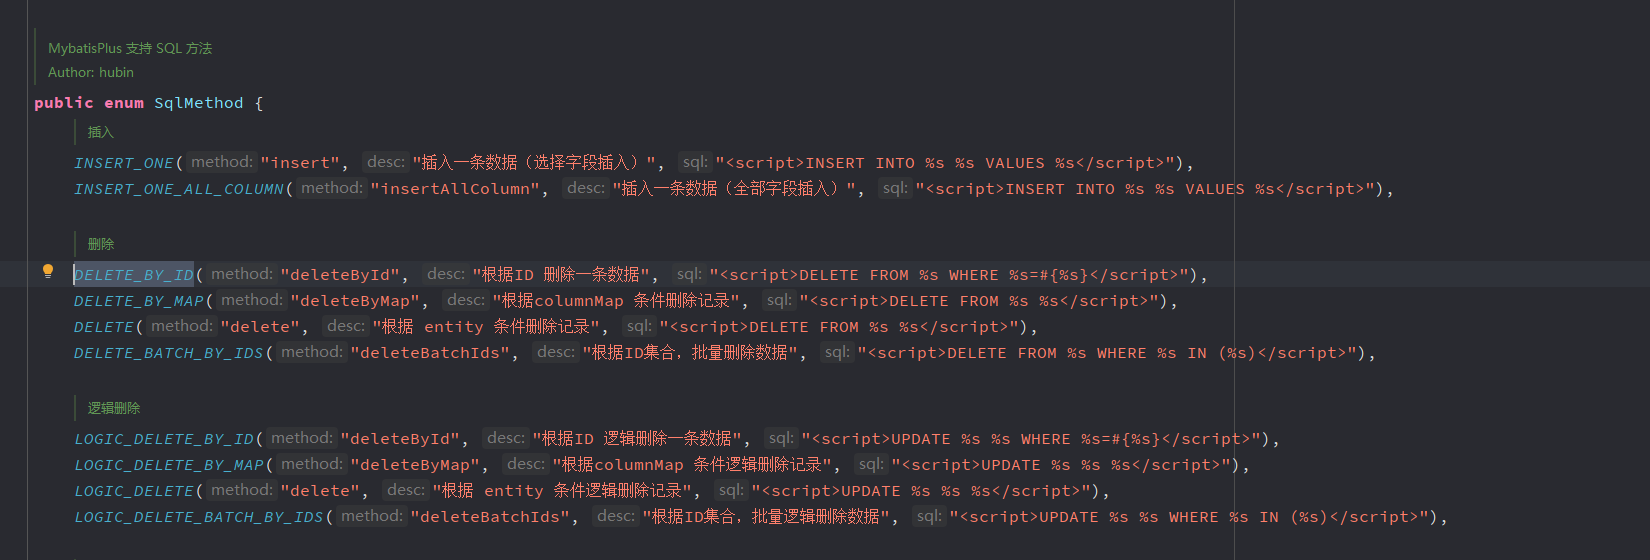 MybatisPlus 支持 SQL 方法
Author: hubin
public enum SqlMethod {
插入
INSERT_ONE( method: "insert", desc: "插入一条数据（选择字段插入）", sql: "<script>INSERT INTO %s %s VALUES %s</script>"),
INSERT_ONE_ALL_COLUMN( method: "insertAllColumn", desc: "插入一条数据（全部字段插入）", sql: "<script>INSERT INTO %s %s VALUES %s</script>"),
删除
DELETE_BY_ID( method: "deleteById", desc: "根据ID 删除一条数据", sql: "<script>DELETE FROM %s WHERE %s=#{%s}</script>"),
DELETE_BY_MAP( method: "deleteByMap", desc: "根据columnMap 条件删除记录", sql: "<script>DELETE FROM %s %s</script>"),
DELETE( method: "delete", desc: "根据 entity 条件删除记录", sql: "<script>DELETE FROM %s %s</script>"),
DELETE_BATCH_BY_IDS( method: "deleteBatchIds", desc: "根据ID集合，批量删除数据", sql: "<script>DELETE FROM %s WHERE %s IN (%s)</script>"),
逻辑删除
LOGIC_DELETE_BY_ID( method: "deleteById", desc: "根据ID 逻辑删除一条数据", sql: "<script>UPDATE %s %s WHERE %s=#{%s}</script>"),
LOGIC_DELETE_BY_MAP( method: "deleteByMap", desc: "根据columnMap 条件逻辑删除记录", sql: "<script>UPDATE %s %s %s</script>"),
LOGIC_DELETE( method: "delete", desc: "根据 entity 条件逻辑删除记录", sql: "<script>UPDATE %s %s %s</script>"),
LOGIC_DELETE_BATCH_BY_IDS( method: "deleteBatchIds", desc: "根据ID集合，批量逻辑删除数据", sql: "<script>UPDATE %s %s WHERE %s IN (%s)</script>"),